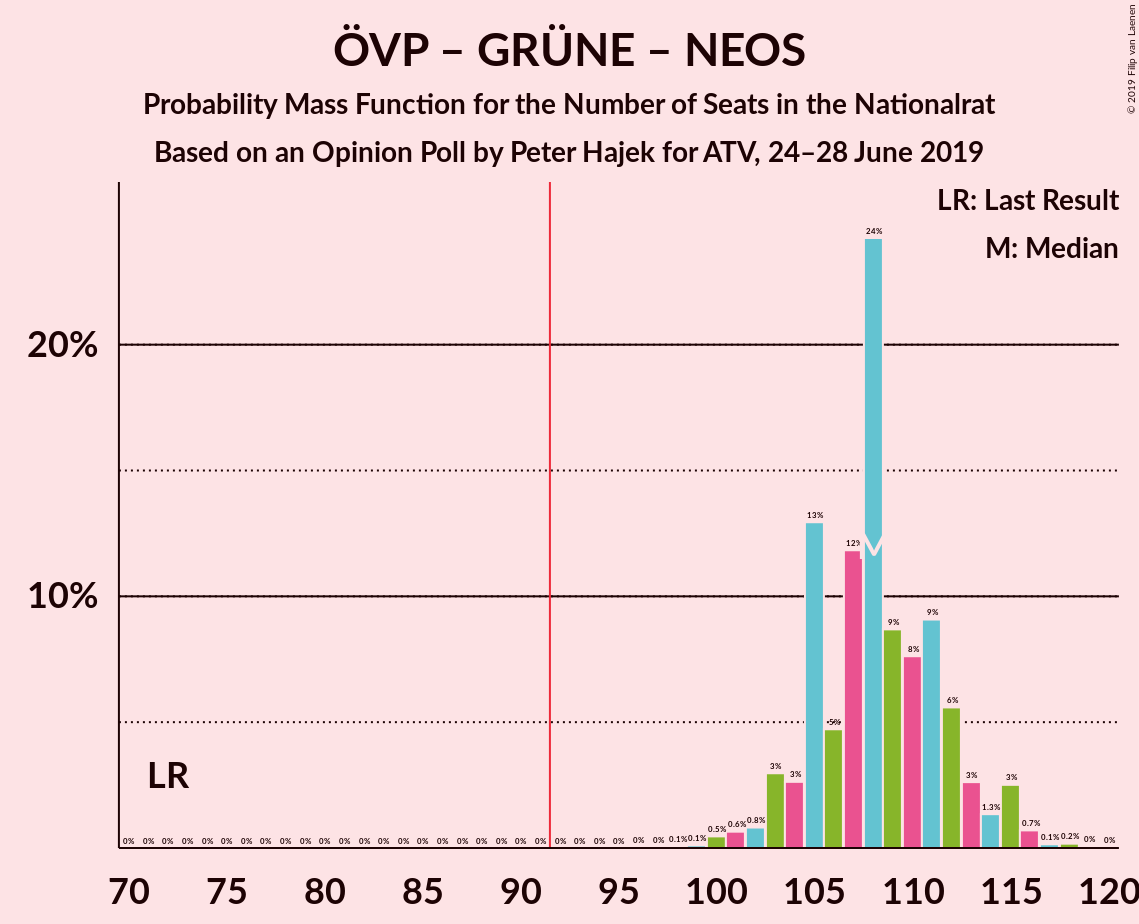 ÖVP – GRÜNE – NEOS
Probability Mass Function for the Number of Seats in the Nationalrat
Based on an Opinion Poll by Peter Hajek for ATV, 24–28 June 2019
© 2019 Filip van Laenen
LR: Last Result
M: Median
24%
20%
13%
12%
10%
9%
9%
8%
6%
5%
3%
3%
3%
3%
LR
0% 0% 0% 0% 0% 0% 0% 0% 0% 0% 0% 0% 0% 0% 0% 0% 0% 0% 0% 0% 0% 0% 0% 0% 0% 0% 0% 0% 0.1% 0.1% 0.5% 0.6% 0.8% 1.3% 0.7% 0.1% 0.2% 0% 0%
70 75 80 85 90 95 100 105 110 115 120